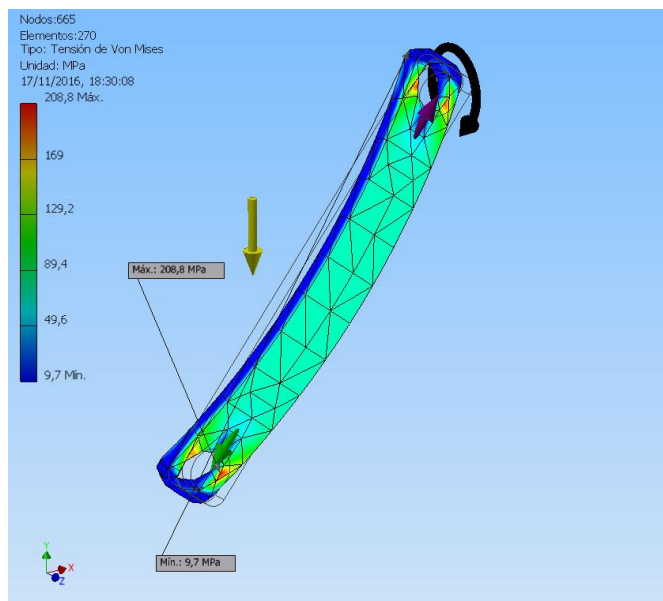 Nodos:665
Elementos:270
Tipo: Tensión de Von Mises
Unidad: MPa
17/11/2016, 18:30:08
208,8 Máx.
169
129,2
89,4
49,6
9,7 Mín.
Máx.: 208,8 MPa
Mín.: 9,7 MPa
Y
X
Z